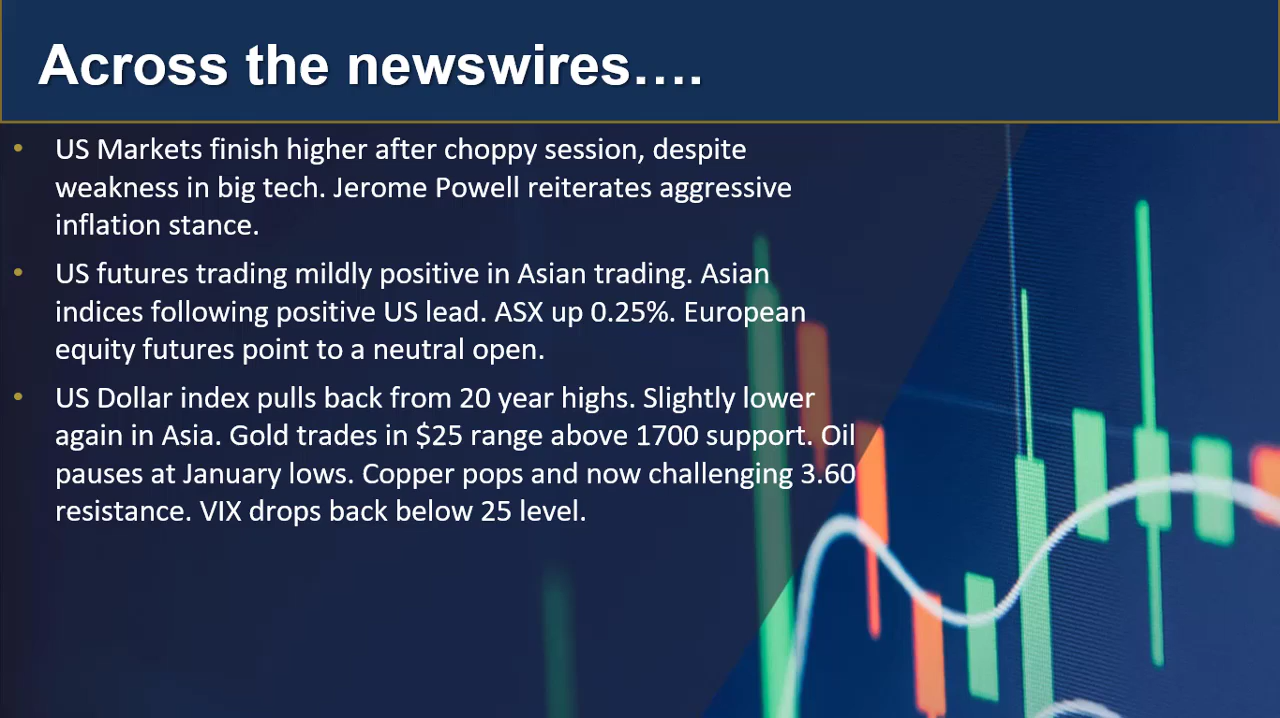 Across the newswires….
• US Markets finish higher after choppy session, despite
weakness in big tech. Jerome Powell reiterates aggressive
inflation stance.
• US futures trading mildly positive in Asian trading. Asian
indices following positive US lead. ASX up 0.25%. European
equity futures point to a neutral open.
• US Dollar index pulls back from 20 year highs. Slightly lower
again in Asia. Gold trades in $25 range above 1700 support. Oil
pauses at January lows. Copper pops and now challenging 3.60
resistance. VIX drops back below 25 level.